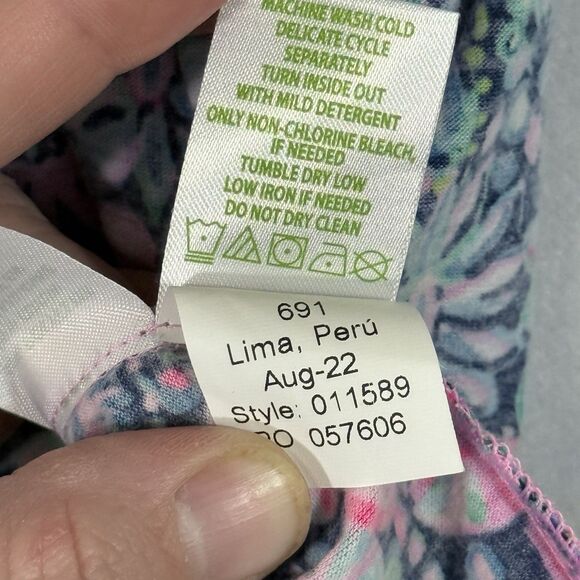 MACHINE WASH COLD
DELICATE CYCLE
SEPARATELY
TURN INSIDE OUT
WITH MILD DETERGENT
ONLY NON-CHLORINE BLEACH,
IF NEEDED
TUMBLE DRY LOW
LOW IRON IF NEEDED
DO NOT DRY CLEAN
691
Lima, Perú
Aug-22
Style: 011589
PO 057606